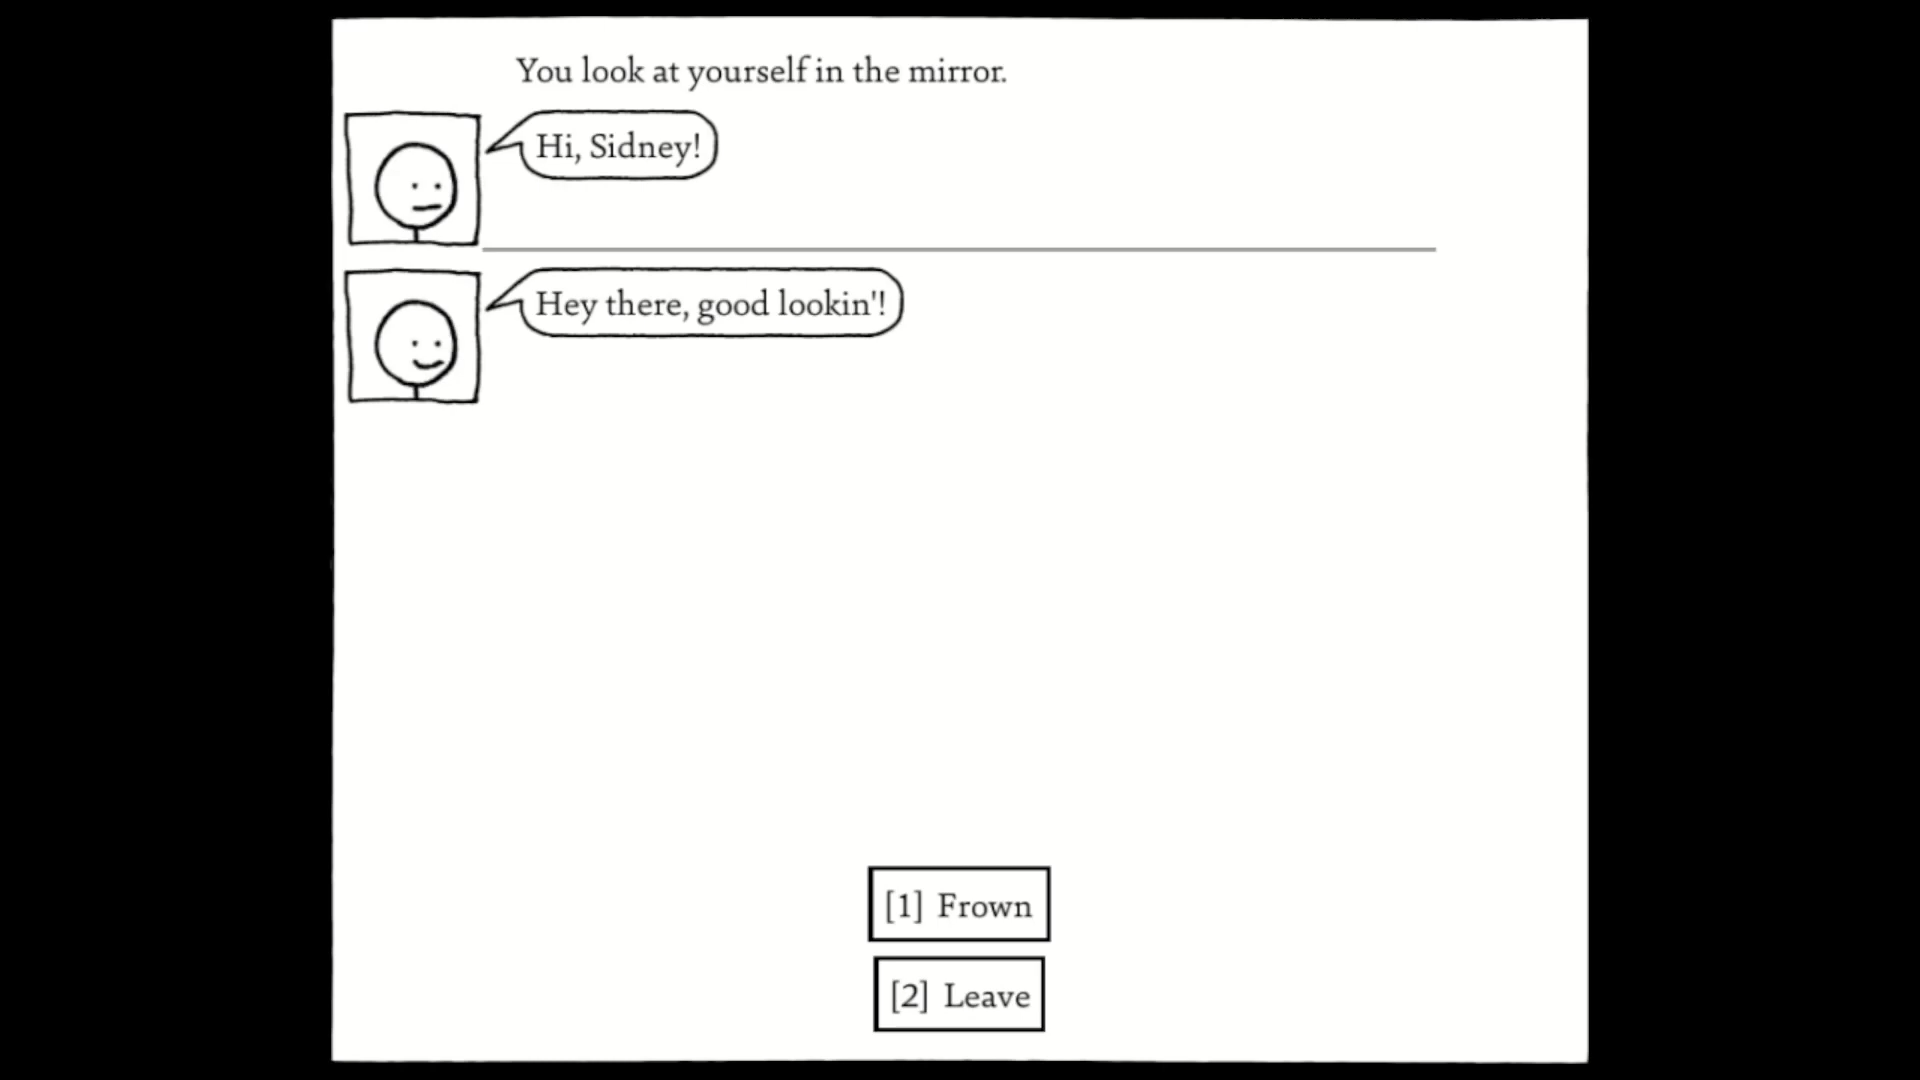 You look at yourself in the mirror.
Hi, Sidney!
Hey there, good lookin'!
[1] Frown
[2] Leave